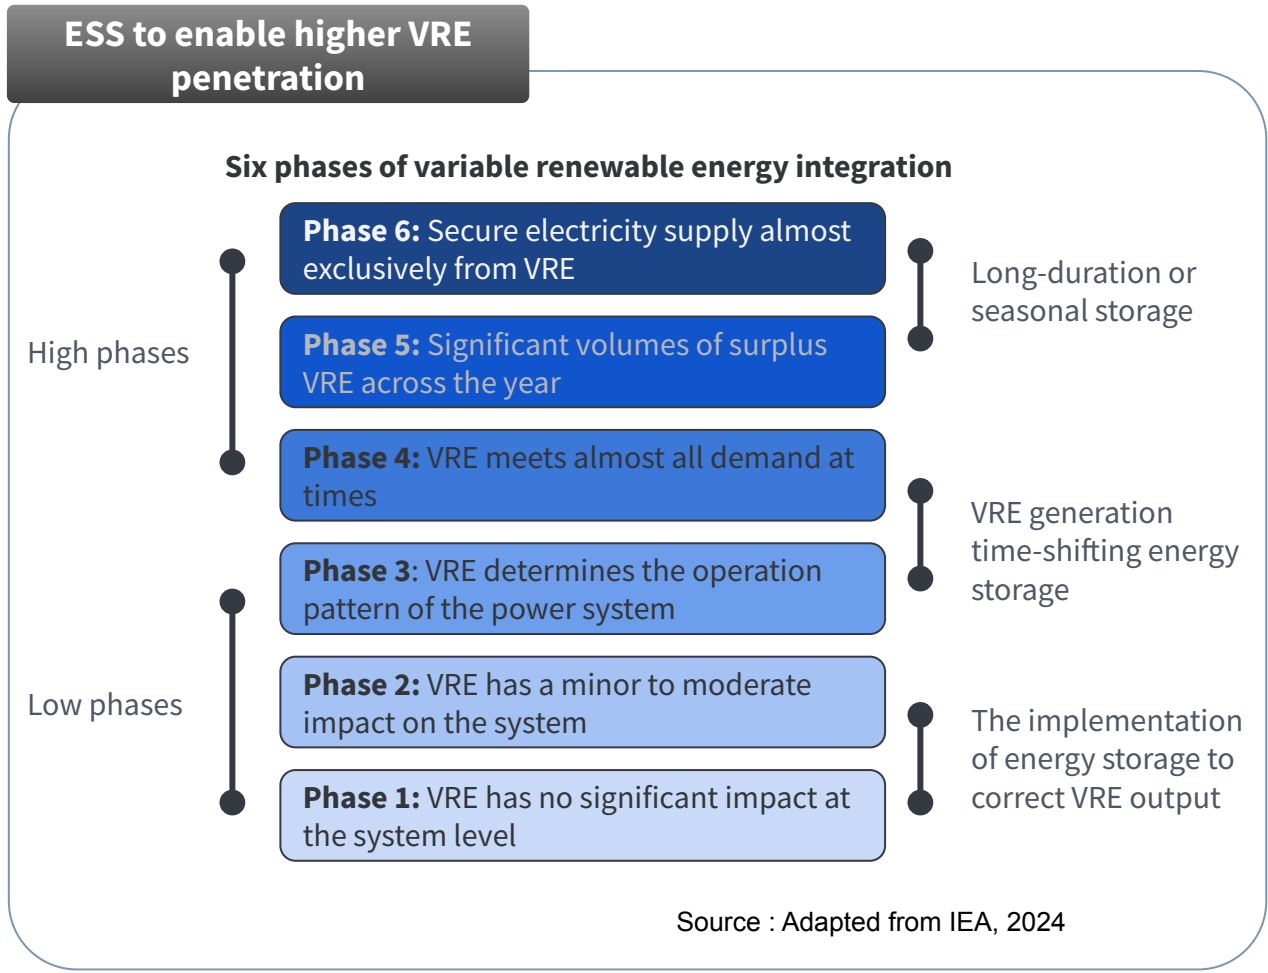 ESS to enable higher VRE
penetration
Six phases of variable renewable energy integration
Phase 6: Secure electricity supply almost
exclusively from VRE
Phase 5: Significant volumes of surplus
VRE across the year
Phase 4: VRE meets almost all demand at
times
Phase 3: VRE determines the operation
pattern of the power system
Phase 2: VRE has a minor to moderate
impact on the system
Phase 1: VRE has no significant impact at
the system level
High phases
Low phases
Long-duration or
seasonal storage
VRE generation
time-shifting energy
storage
The implementation
of energy storage to
correct VRE output
Source : Adapted from IEA, 2024